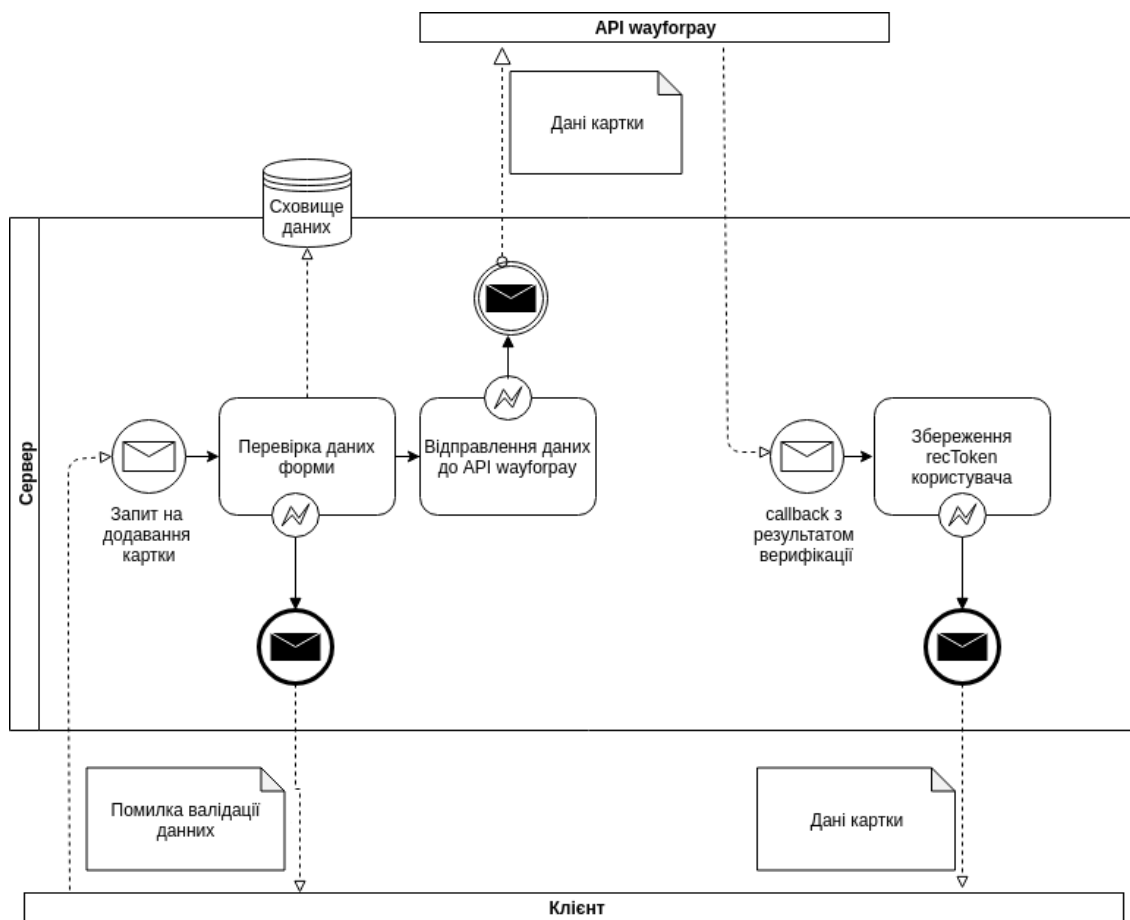 API wayforpay
Дані картки
Сховище
даних
Сервер
Перевірка даних
форми
Відправлення даних
до API wayforpay
Збереження
recToken
користувача
Запит на
додавання
картки
callback з
результатом
верифікації
Помилка валідації
данних
Дані картки
Клієнт